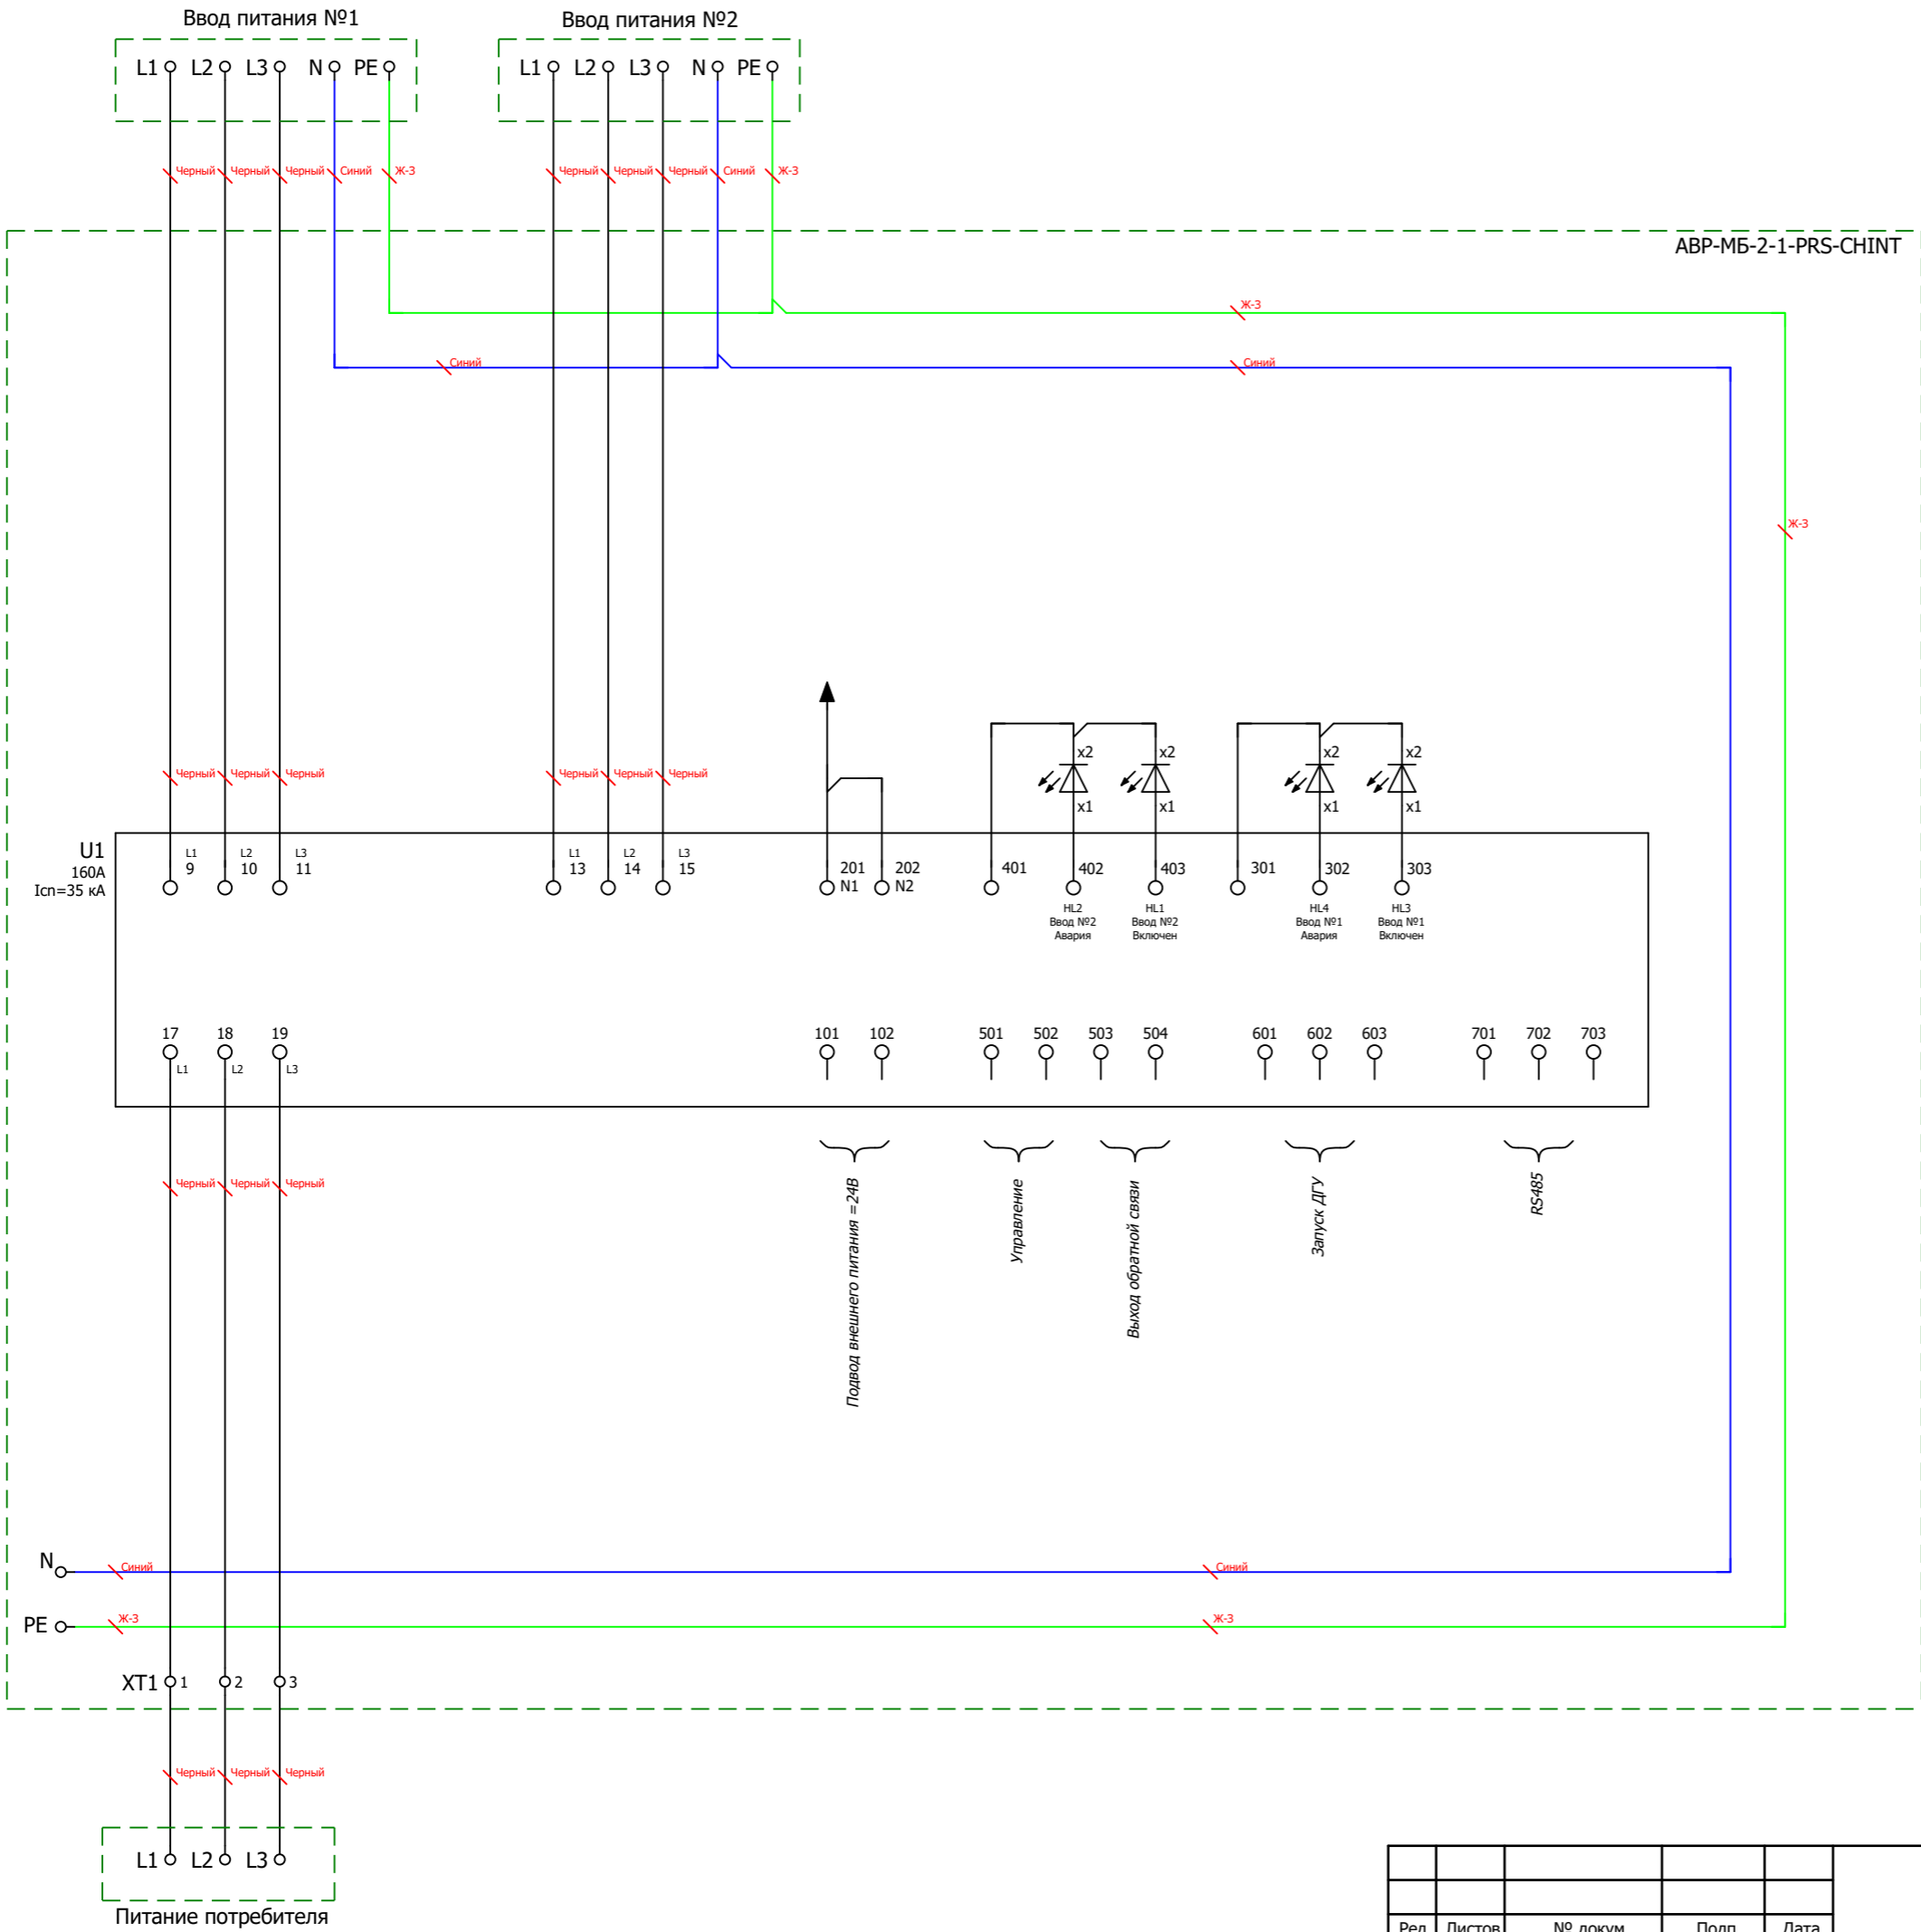 Ввод питания №1 Ввод питания №2
L1 L2 L3 N PE L1 L2 L3 N PE
Черный Черный Черный Синий Ж-З Черный Черный Черный Синий Ж-З
АВР-МБ-2-1-PRS-CHINT
Ж-З
Синий Синий
Ж-З
x2 x2 x2 x2
Черный Черный Черный Черный Черный Черный
x1 x1 x1 x1
U1
160А
Icn=35 кА
L1 L2 L3 L1 L2 L3
9 10 11 13 14 15 201 202 401 402 403 301 302 303
N1 N2
HL2 HL1 HL4 HL3
Ввод №2 Ввод №2 Ввод №1 Ввод №1
Авария Включен Авария Включен
17 18 19 101 102 501 502 503 504 601 602 603 701 702 703
L1 L2 L3
Подвод внешнего питания =24В
Управление
Выход обратной связи
Запуск ДГУ
RS485
Черный Черный Черный
N Синий Синий
PE Ж-З Ж-З
XT1 1 2 3
Черный Черный Черный
L1 L2 L3
Питание потребителя
Ред Листов № докум. Подп. Дата